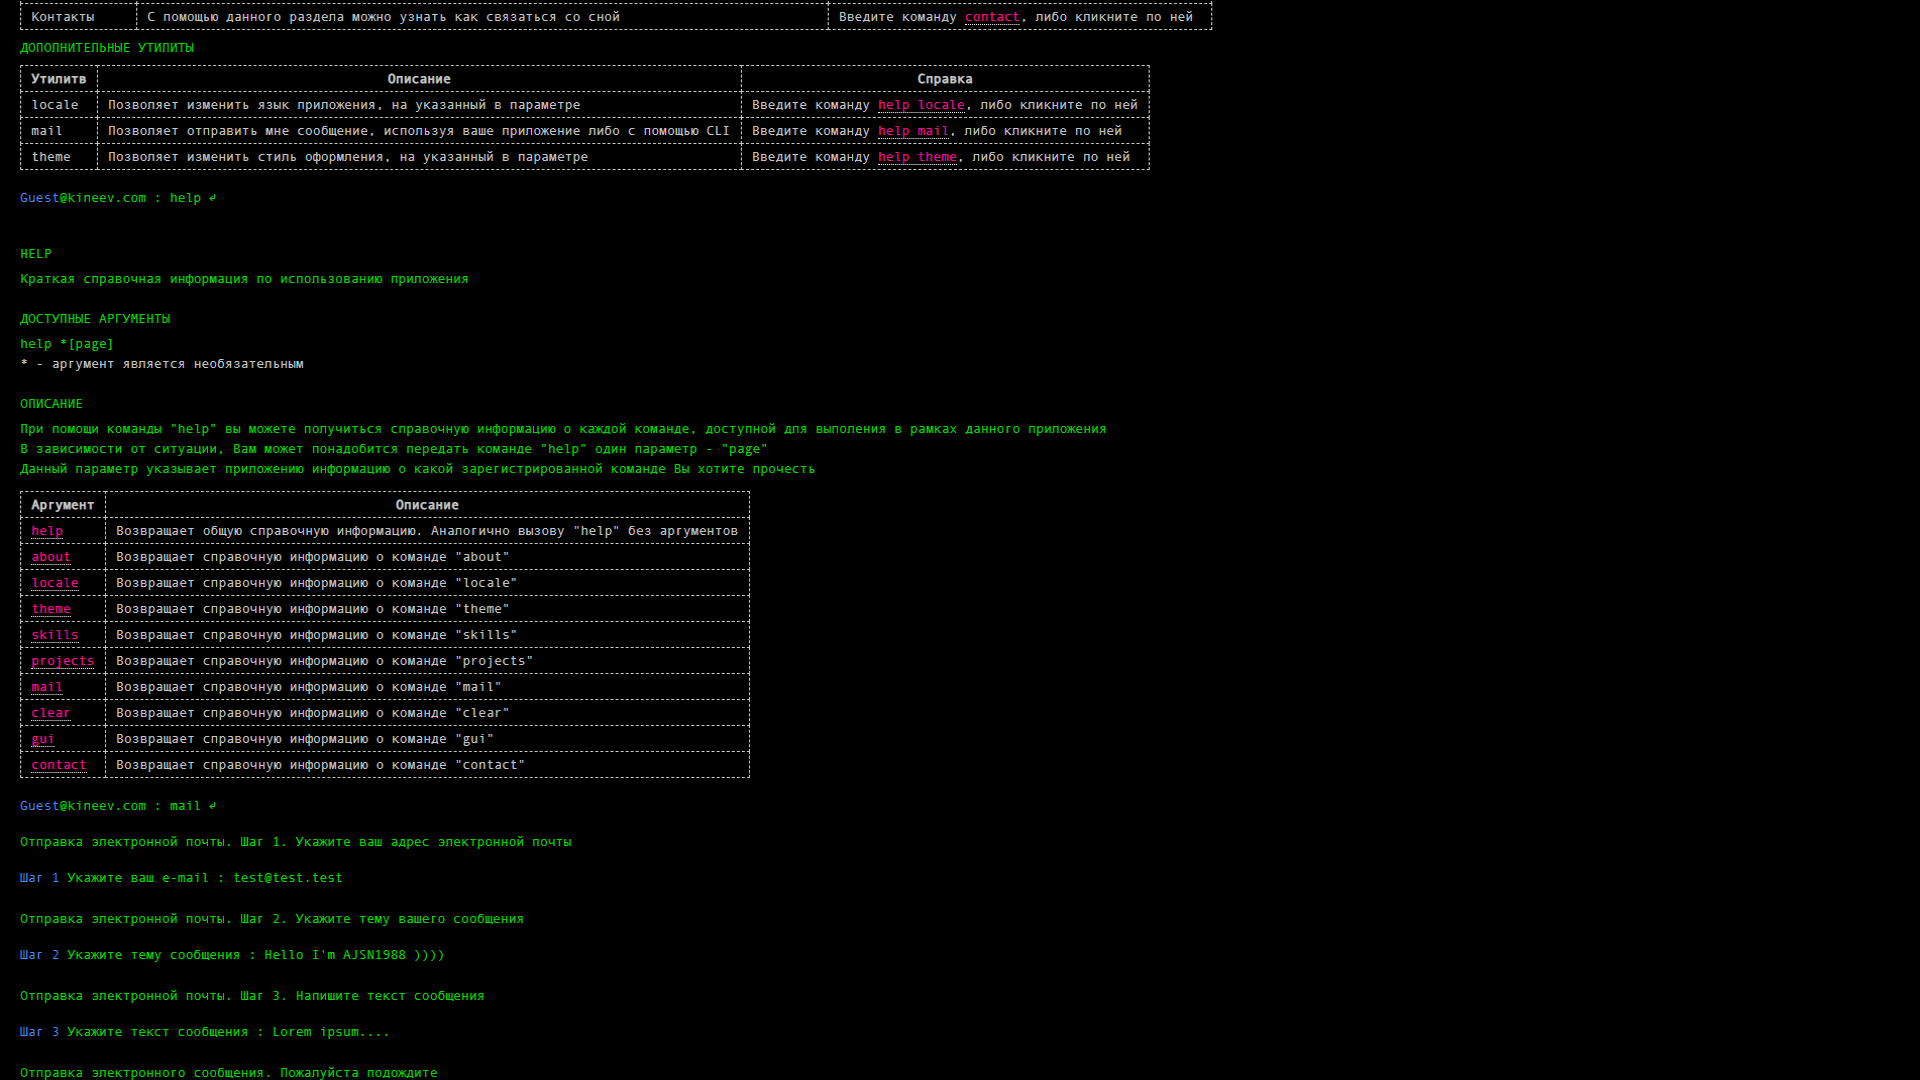 Контакты С помощью данного раздела можно узнать как связаться со сной Введите команду contact, либо кликните по ней
ДОПОЛНИТЕЛЬНЫЕ УТИЛИТЫ
Утилитв Описание Справка
locale Позволяет изменить язык приложения, на указанный в параметре Введите команду help locale, либо кликните по ней
mail Позволяет отправить мне сообщение, используя ваше приложение либо с помощью CLI Введите команду help mail, либо кликните по ней
theme Позволяет изменить стиль оформления, на указанный в параметре Введите команду help theme, либо кликните по ней
Guest@kineev.com : help ↲
HELP
Краткая справочная информация по использованию приложения
ДОСТУПНЫЕ АРГУМЕНТЫ
help *[page]
* - аргумент является необязательным
ОПИСАНИЕ
При помощи команды "help" вы можете получиться справочную информацию о каждой команде, доступной для выполения в рамках данного приложения
В зависимости от ситуации, Вам может понадобится передать команде "help" один параметр - "page"
Данный параметр указывает приложению информацию о какой зарегистрированной команде Вы хотите прочесть
Аргумент Описание
help Возвращает общую справочную информацию. Аналогично вызову "help" без аргументов
about Возвращает справочную информацию о команде "about"
locale Возвращает справочную информацию о команде "locale"
theme Возвращает справочную информацию о команде "theme"
skills Возвращает справочную информацию о команде "skills"
projects Возвращает справочную информацию о команде "projects"
mail Возвращает справочную информацию о команде "mail"
clear Возвращает справочную информацию о команде "clear"
gui Возвращает справочную информацию о команде "gui"
contact Возвращает справочную информацию о команде "contact"
Guest@kineev.com : mail ↲
Отправка электронной почты. Шаг 1. Укажите ваш адрес электронной почты
Шаг 1 Укажите ваш e-mail : test@test.test
Отправка электронной почты. Шаг 2. Укажите тему вашего сообщения
Шаг 2 Укажите тему сообщения : Hello I'm AJSN1988 ))))
Отправка электронной почты. Шаг 3. Напишите текст сообщения
Шаг 3 Укажите текст сообщения : Lorem ipsum....
Отправка электронного сообщения. Пожалуйста подождите